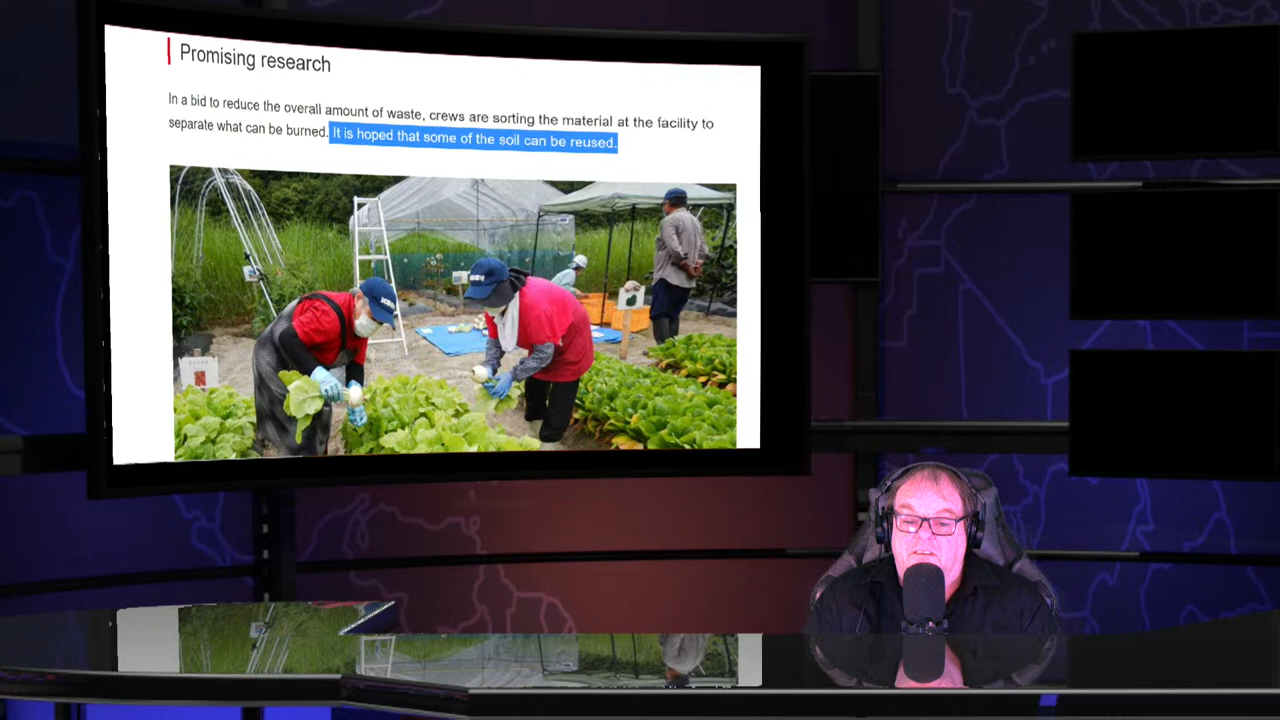 Promising research
In a bid to reduce the overall amount of waste, crews are sorting the material at the facility to
separate what can be burned. It is hoped that some of the soil can be reused.